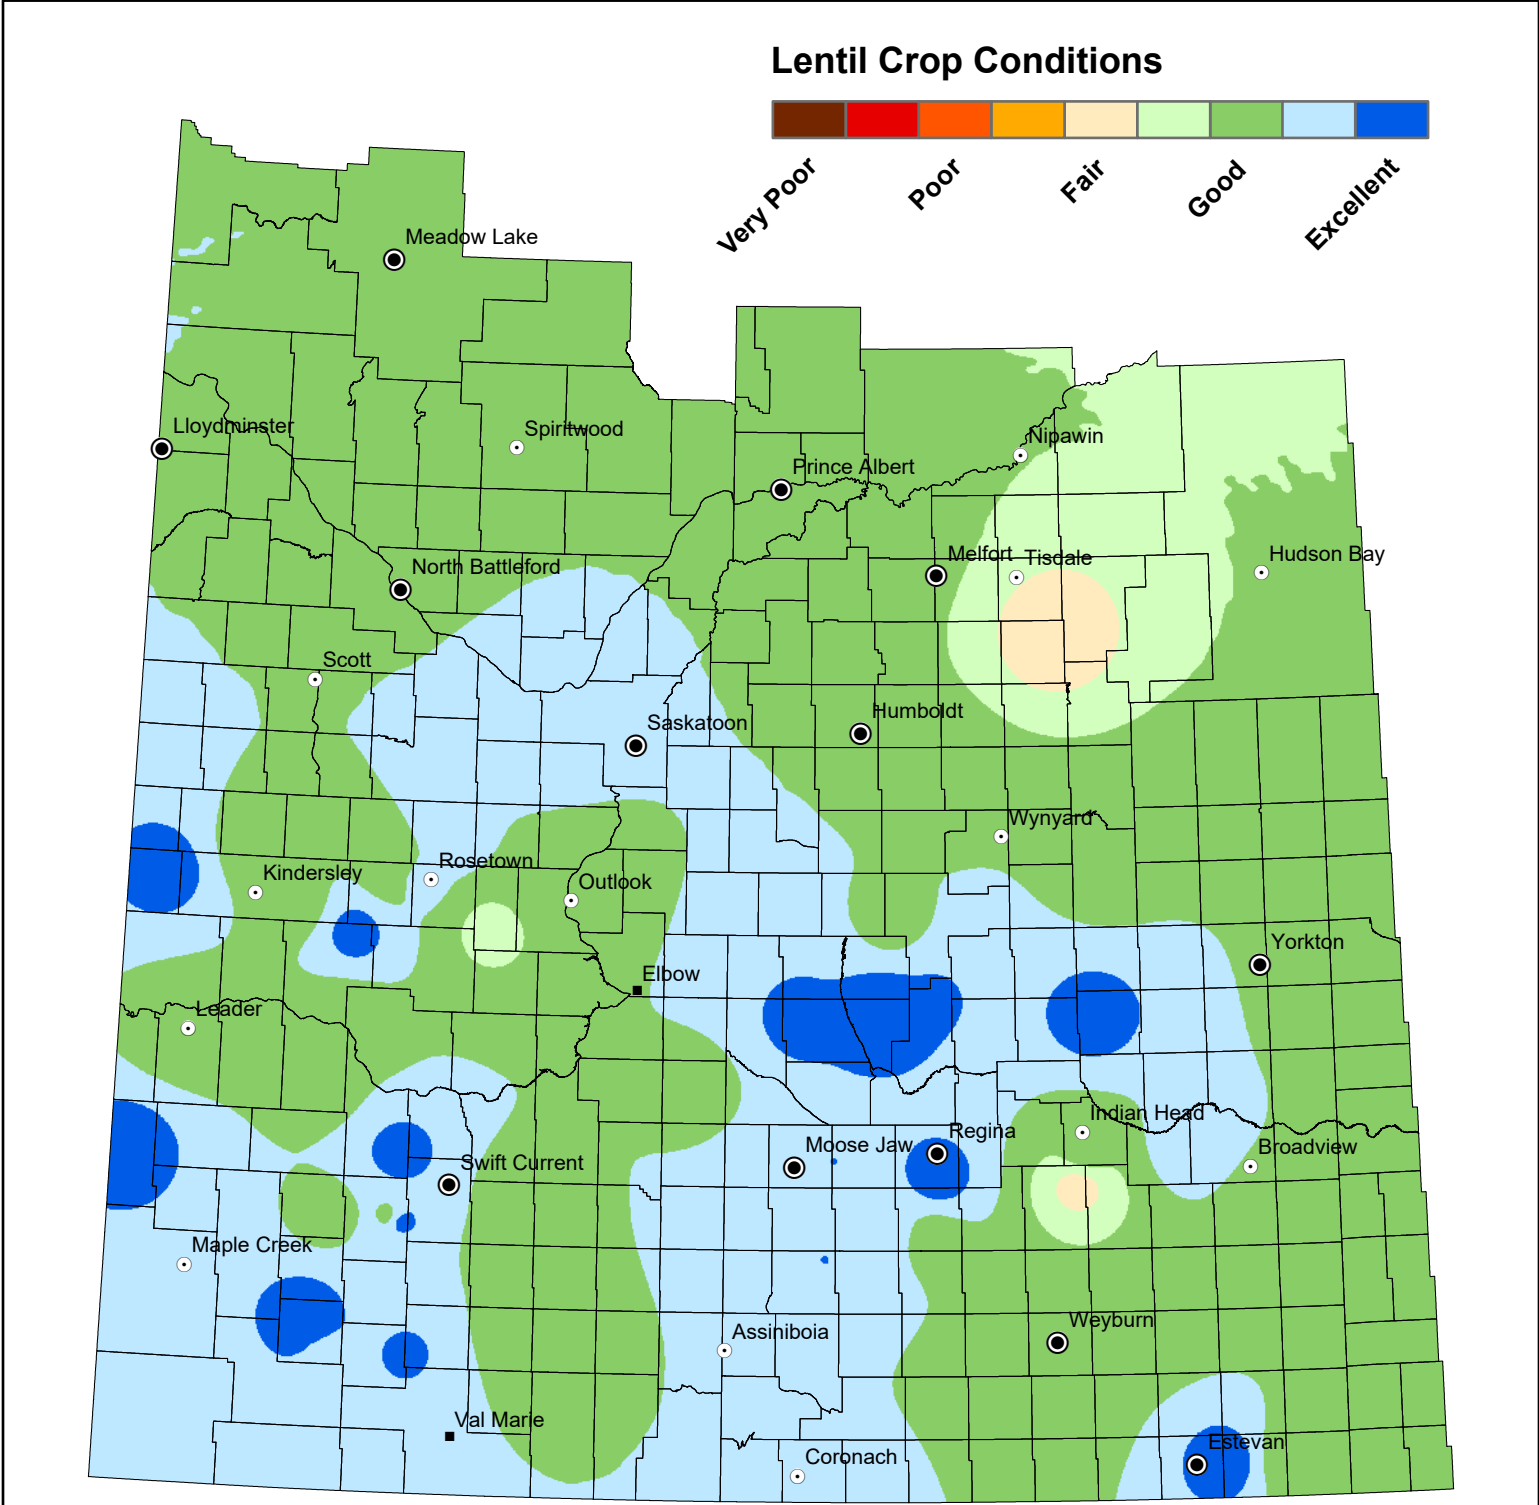 Lentil Crop Conditions
Very Poor
Poor
Fair
Good
Excellent
Meadow Lake
Lloydminster
Spiritwood
Nipawin
Prince Albert
Melfort
Tisdale
Hudson Bay
North Battleford
Scott
Saskatoon
Humboldt
Wynyard
Rosetown
Kindersley
Outlook
Yorkton
Elbow
Leader
Indian Head
Regina
Moose Jaw
Broadview
Swift Current
Maple Creek
Weyburn
Assiniboia
Val Marie
Estevan
Coronach